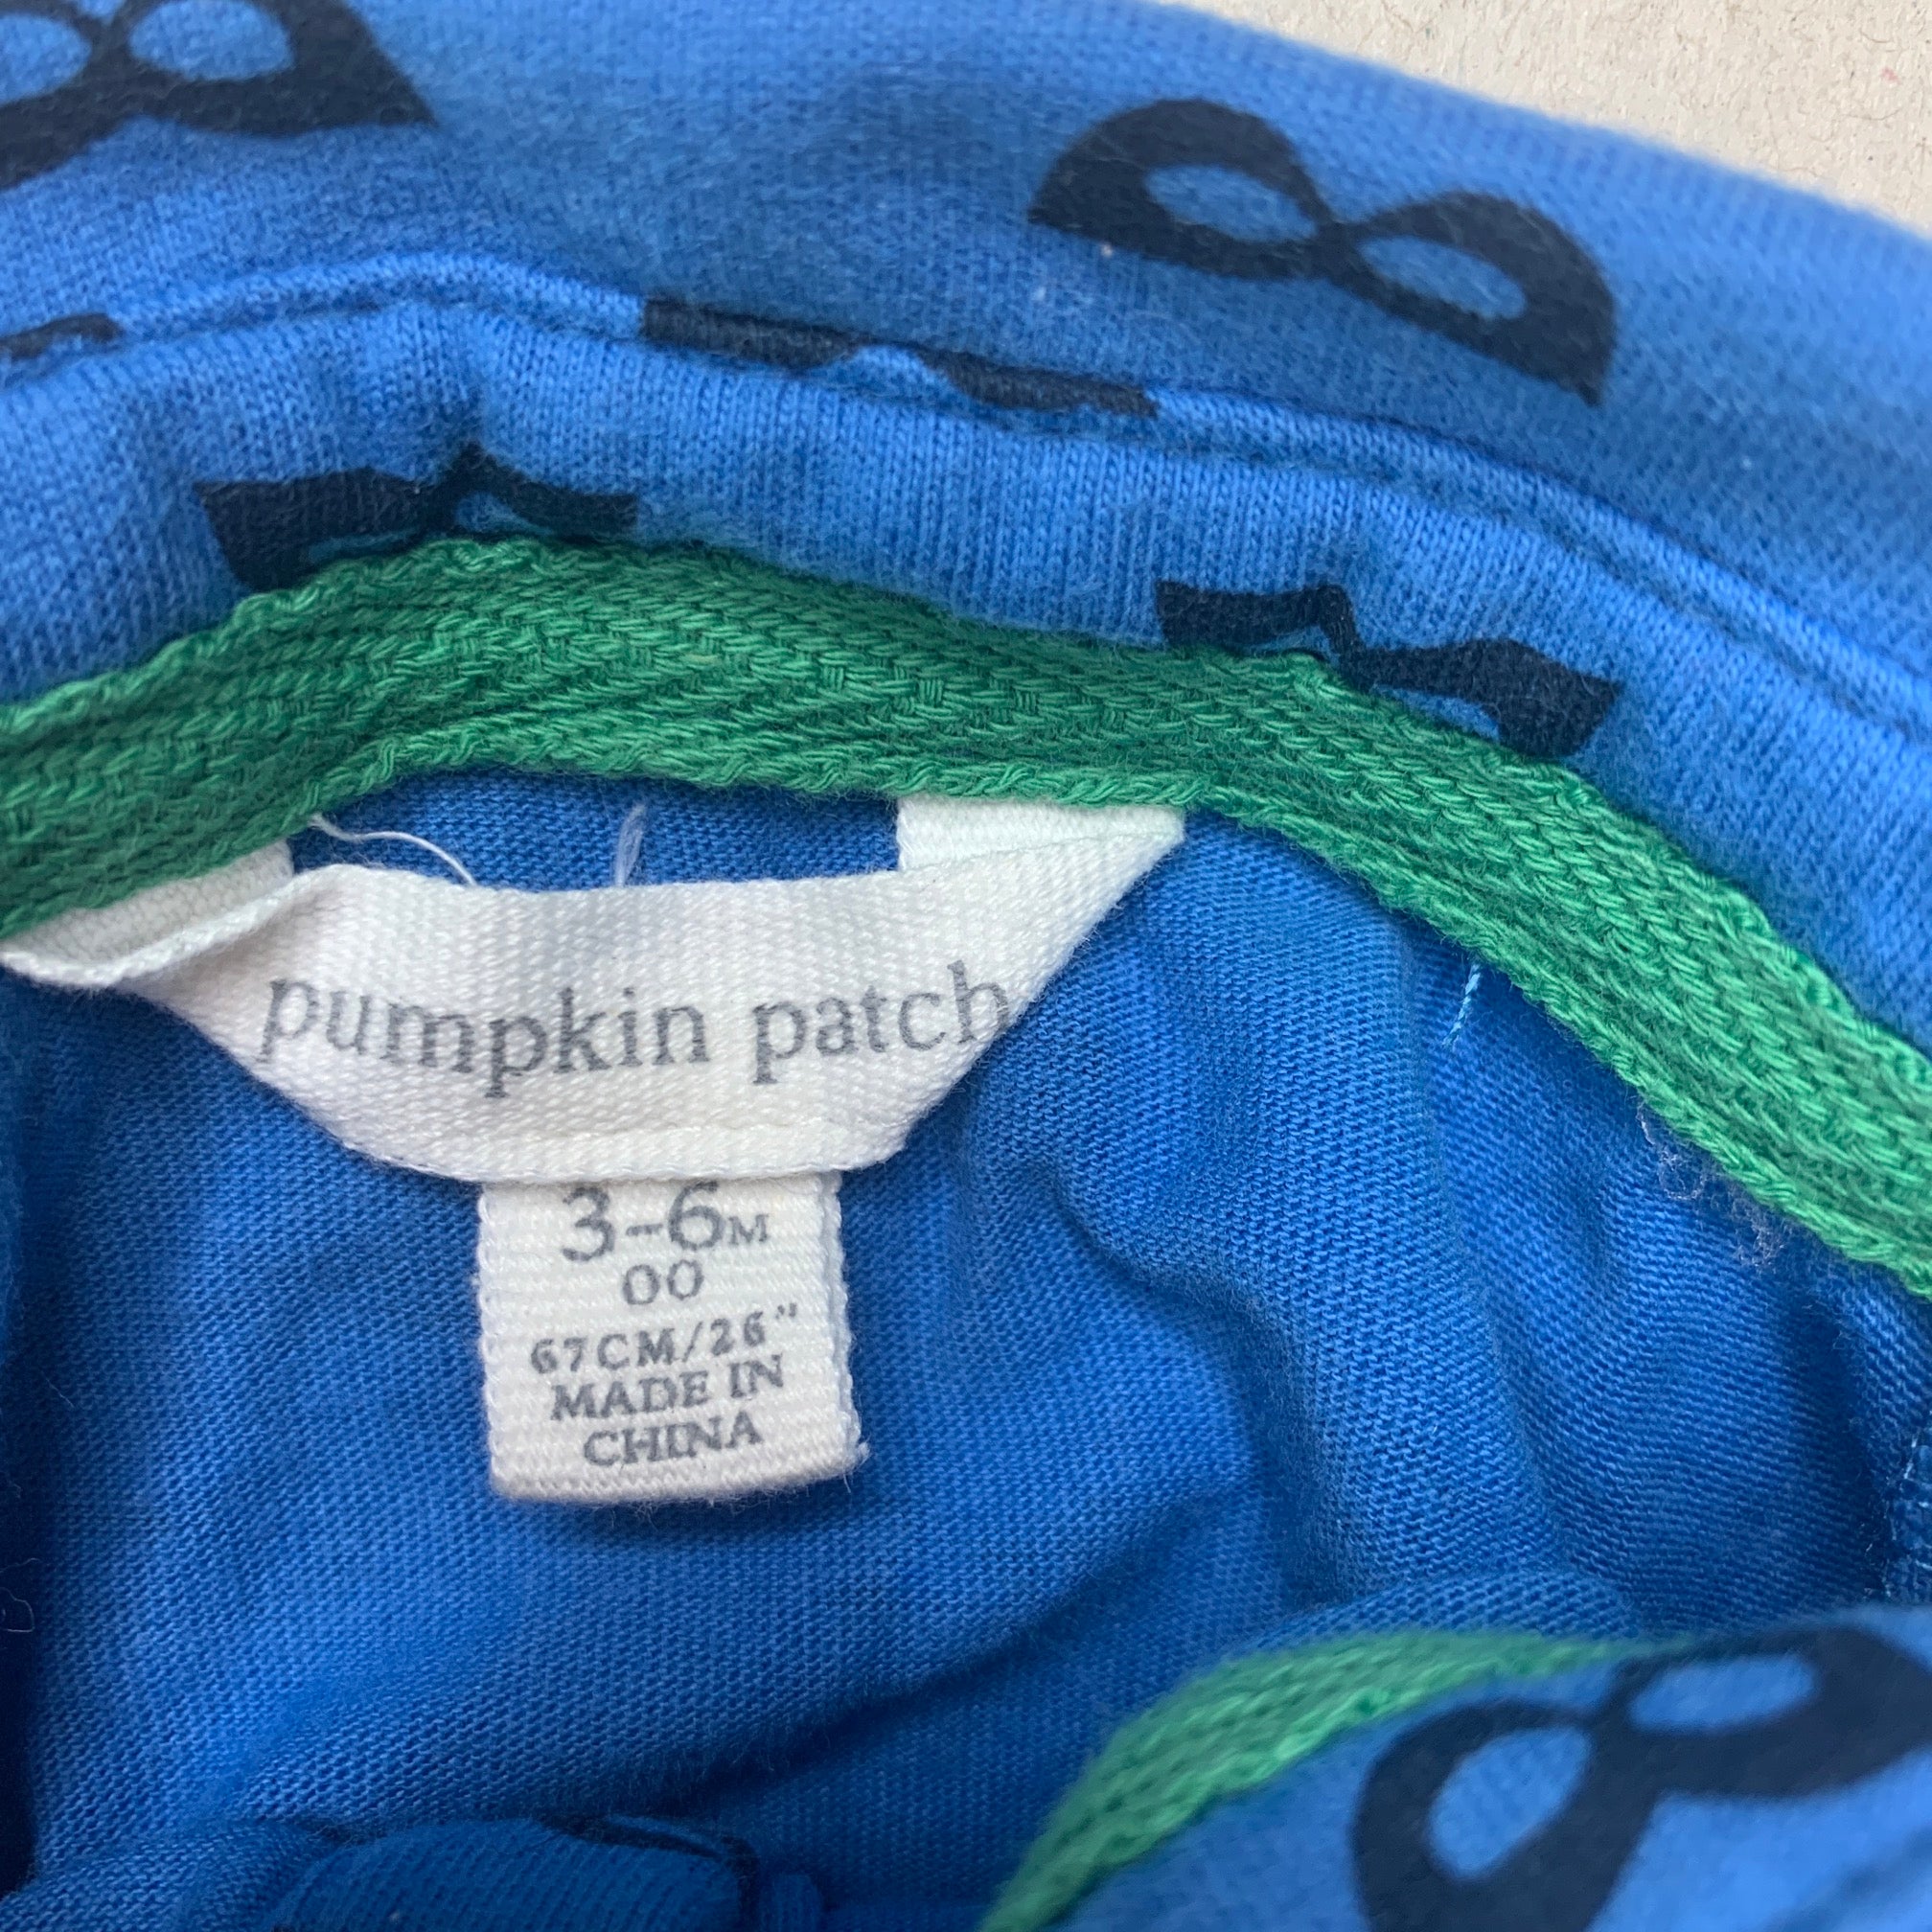 pumpkin patch
3-6M
00
67CM/26"
MADE IN
CHINA